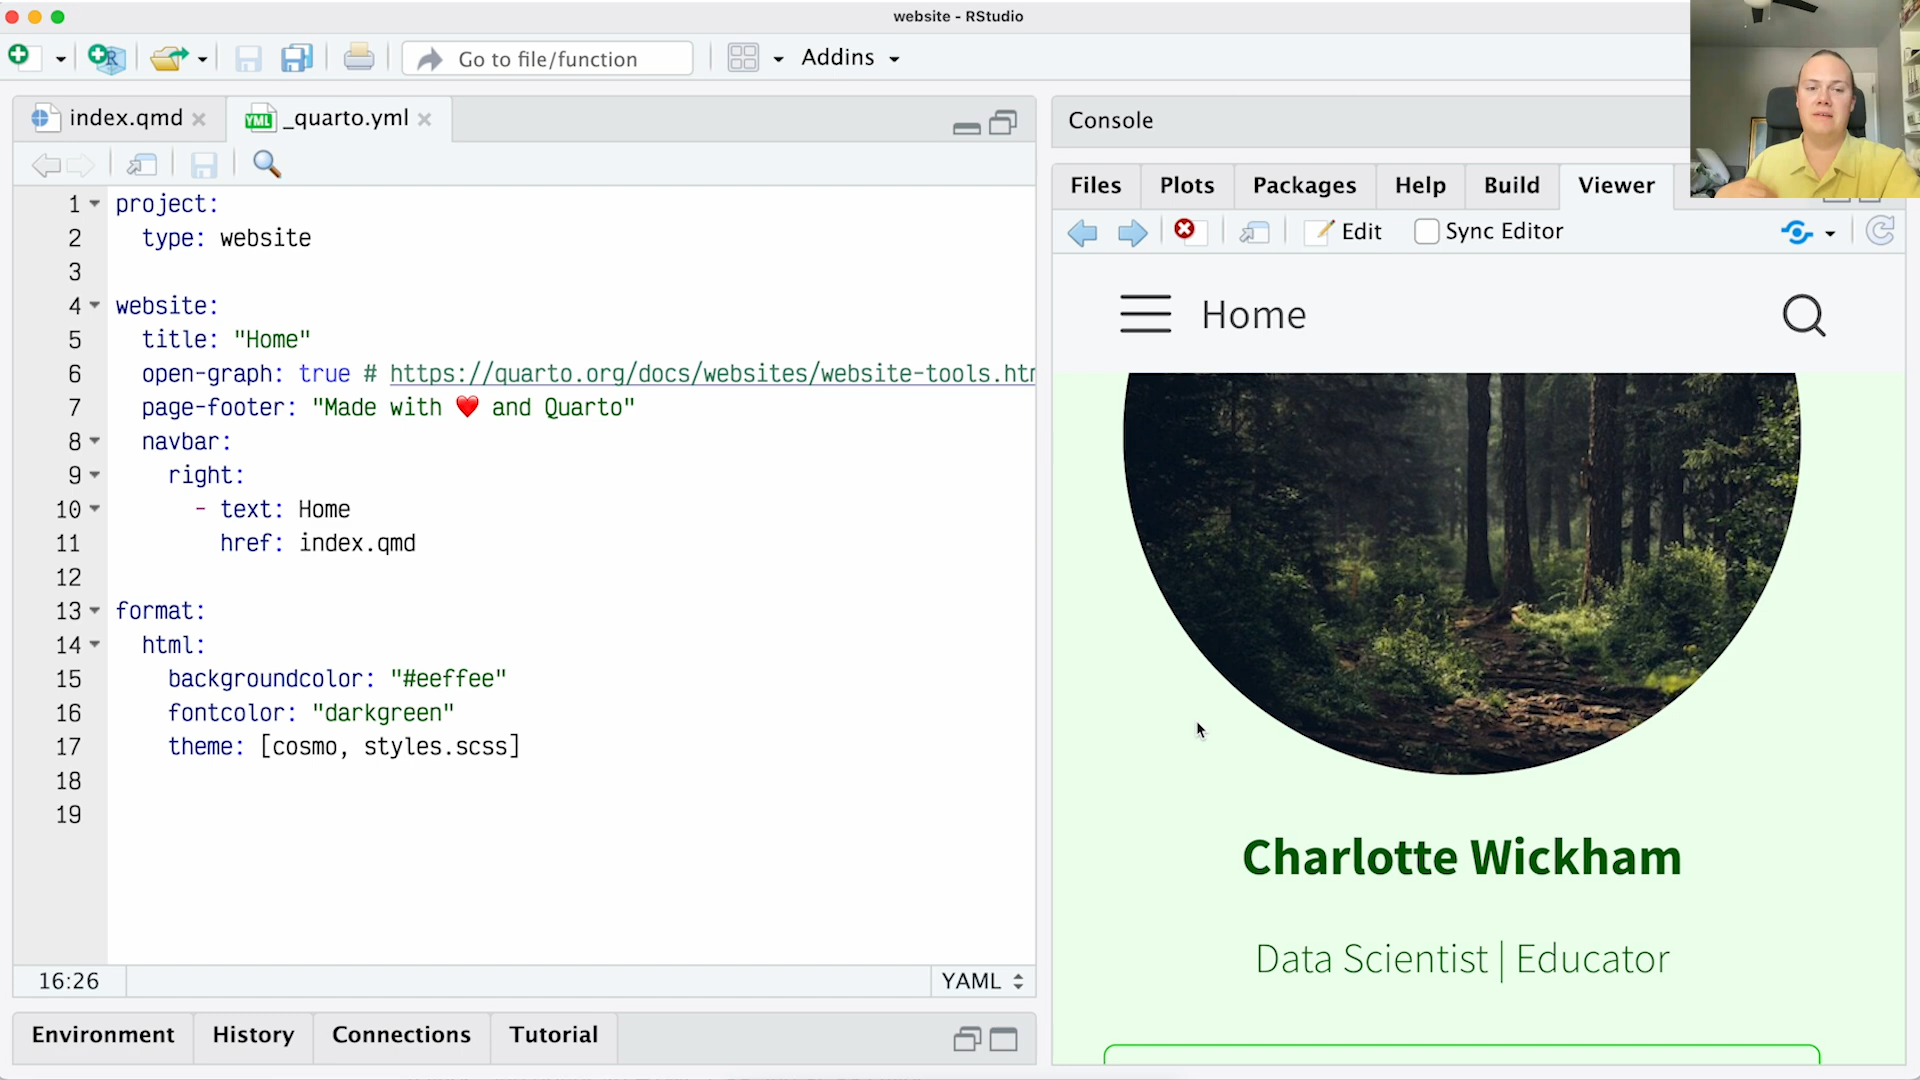 website - RStudio
Go to file/function
Addins
index.qmd
YML _quarto.yml
1 project:
2 type: website
3
4 website:
5 title: "Home"
6 open-graph: true # https://quarto.org/docs/websites/website-tools.htm
7 page-footer: "Made with ❤️ and Quarto"
8 navbar:
9 right:
10 - text: Home
11 href: index.qmd
12
13 format:
14 html:
15 backgroundcolor: "#eeffee"
16 fontcolor: "darkgreen"
17 theme: [cosmo, styles.scss]
18
19
16:26
YAML
Environment
History
Connections
Tutorial
Console
Files
Plots
Packages
Help
Build
Viewer
Edit
Sync Editor
Home
Charlotte Wickham
Data Scientist | Educator